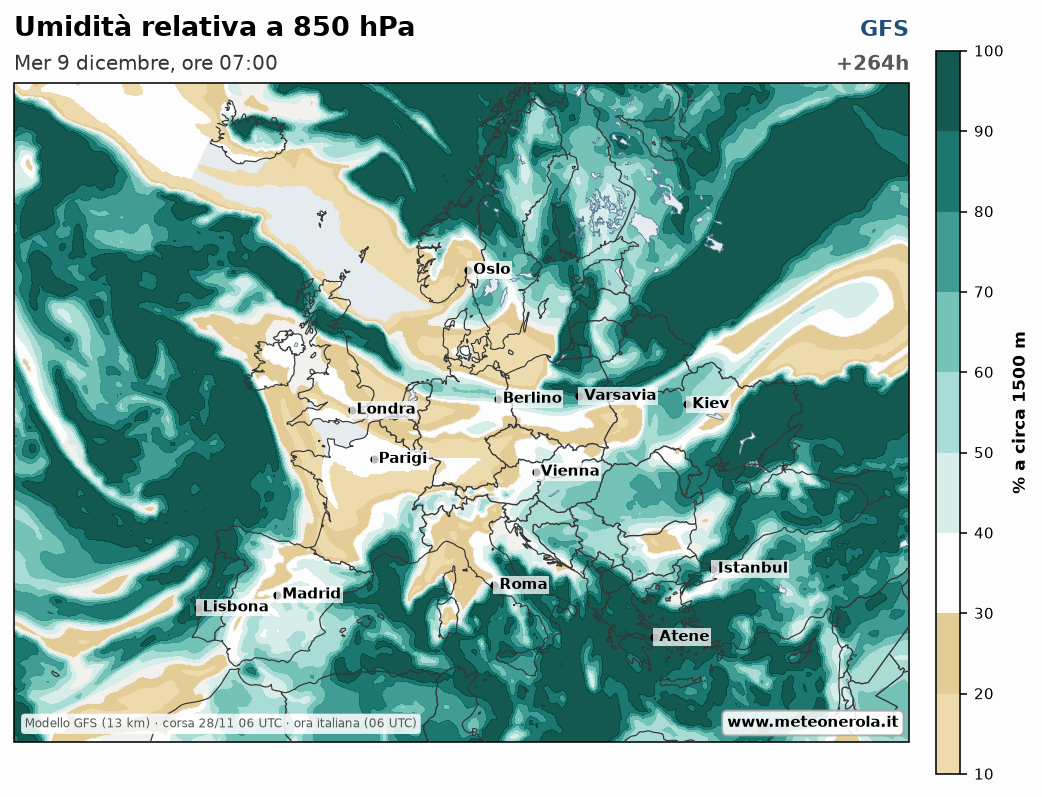 Umidità relativa a 850 hPa
GFS
Mer 9 dicembre, ore 07:00
+264h
100
90
80
70
60
50
40
30
20
10
% a circa 1500 m
Oslo
Berlino
Varsavia
Kiev
Londra
Parigi
Vienna
Istanbul
Roma
Madrid
Lisbona
Atene
Modello GFS (13 km) · corsa 28/11 06 UTC · ora italiana (06 UTC)
www.meteonerola.it